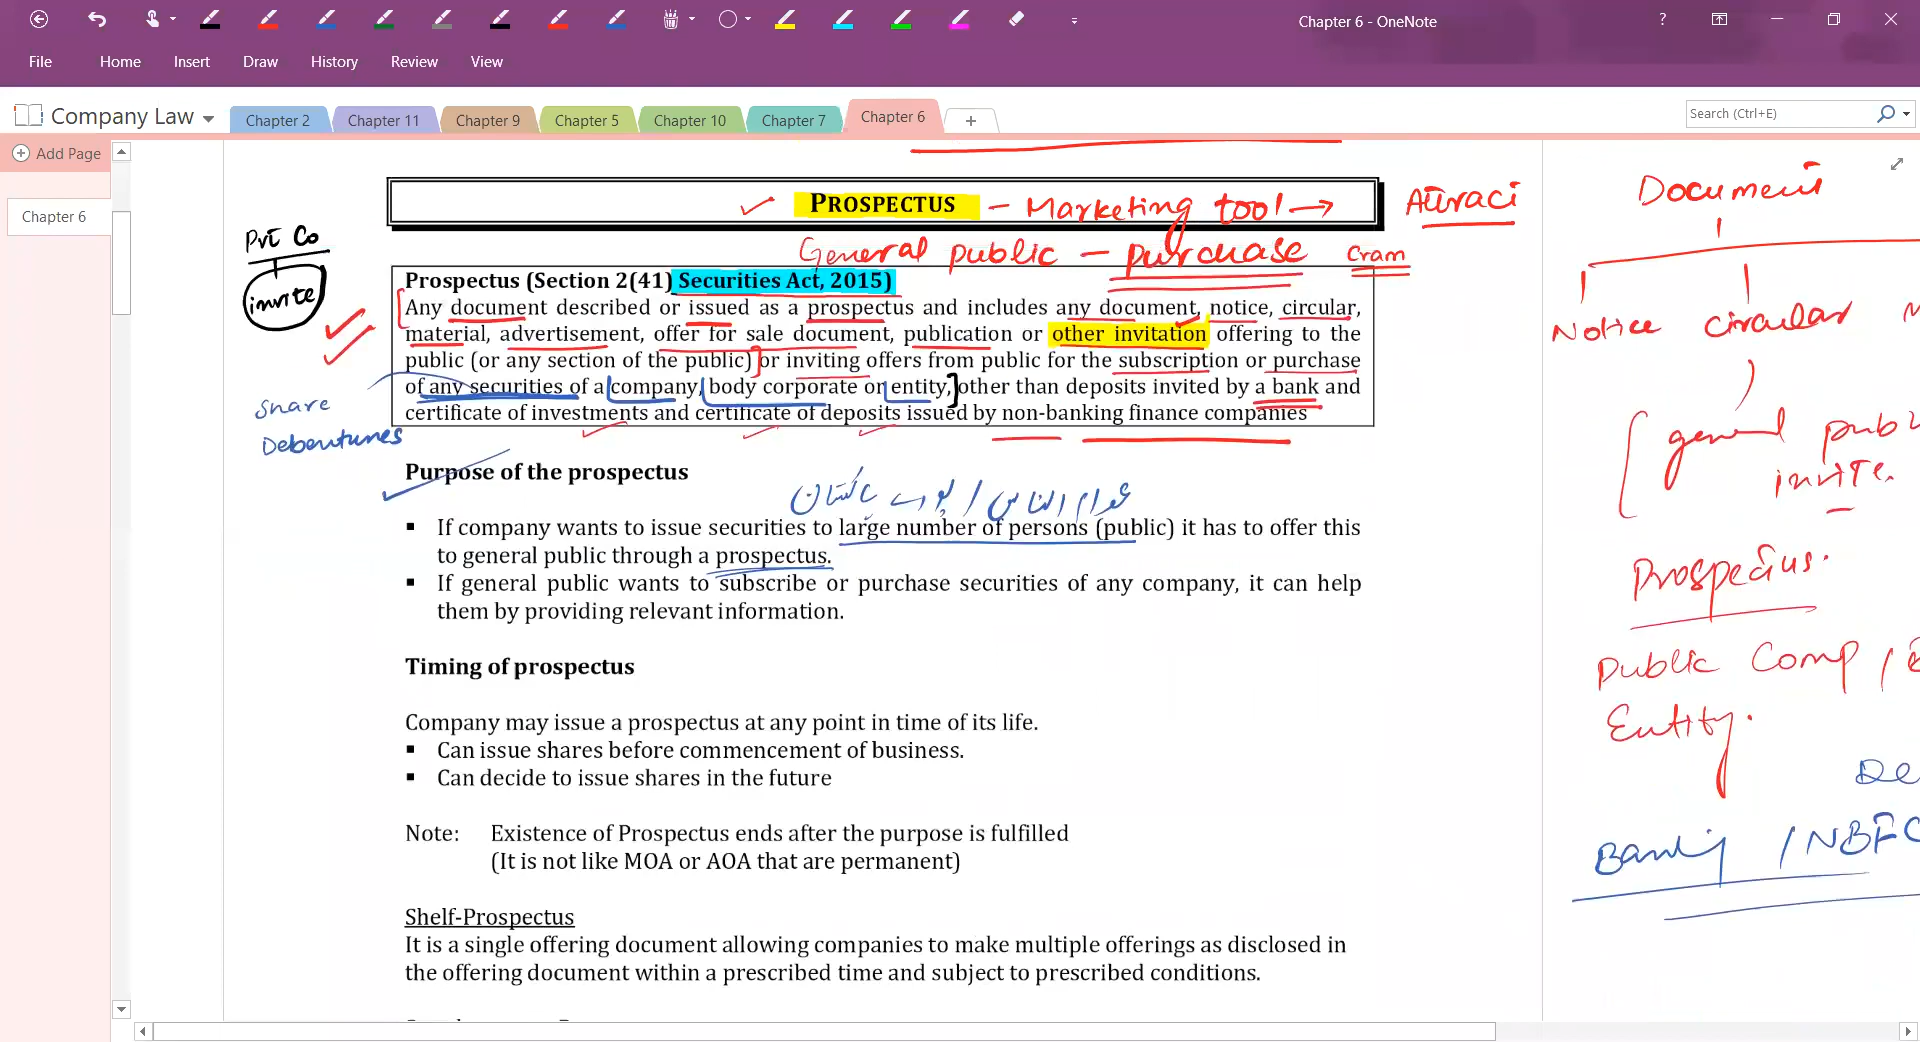 Chapter 6 - OneNote
?
File Home Insert Draw History Review View
Company Law Chapter 2 Chapter 11 Chapter 9 Chapter 5 Chapter 10 Chapter 7 Chapter 6 +
Search (Ctrl+E)
Add Page
Chapter 6
PROSPECTUS - Marketing tool → Attract
General public - purchase
Cram
Pvt Co
invite
Prospectus (Section 2(41) Securities Act, 2015)
Any document described or issued as a prospectus and includes any document, notice, circular,
material, advertisement, offer for sale document, publication or other invitation offering to the
public (or any section of the public) or inviting offers from public for the subscription or purchase
of any securities of a company, body corporate or entity, other than deposits invited by a bank and
certificate of investments and certificate of deposits issued by non-banking finance companies
Share
Debentures
Purpose of the prospectus
عوام الناس / پورے پاکستان
▪ If company wants to issue securities to large number of persons (public) it has to offer this
to general public through a prospectus.
▪ If general public wants to subscribe or purchase securities of any company, it can help
them by providing relevant information.
Timing of prospectus
Company may issue a prospectus at any point in time of its life.
▪ Can issue shares before commencement of business.
▪ Can decide to issue shares in the future
Note: Existence of Prospectus ends after the purpose is fulfilled
(It is not like MOA or AOA that are permanent)
Shelf-Prospectus
It is a single offering document allowing companies to make multiple offerings as disclosed in
the offering document within a prescribed time and subject to prescribed conditions.
Document
Notice circular
general publi
invite.
Prospectus.
Public Comp /
Entity.
De
Banking / NBFC